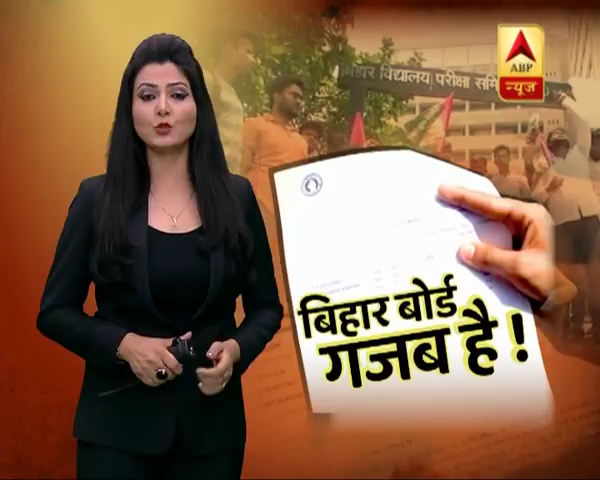 बिहार विद्यालय परीक्षा समि
ABP
न्यूज़
बिहार बोर्ड
गजब है !